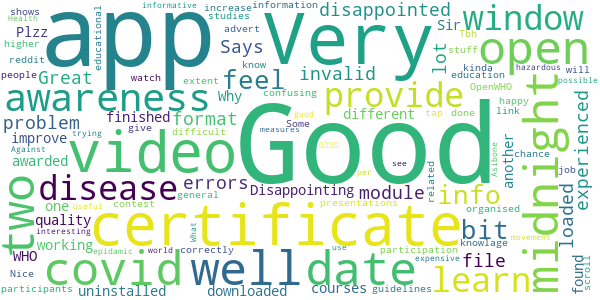 informative
shows
increase
information
disappointed
Sir
window
Health
Plzz
educational
studies
higher
advert
reddit
Says
know
app
Very
open
Tbh
stuff
kinda
people
Great
watch
feel
invalid
lot
education
OpenWHO
will
hazardous
possible
awareness
Why
confusing
Some
provide
happy
link
problem
finished
format
different
tap
done
extent
give
midnight
another
experienced
improve
trying
difficult
measures
Good
chance
Against
awarded
video
guud
see
info
job
two
disease
errors
Disappointing
module
related
Asibone
loaded
one
general
per
presentations
organised
quality
contest
useful
certificate
bit
knowlage
interesting
What
participation
movement
WHO
working
correctly
use
expensive
file
found
scroll
epidemic
world
Nice
covid
well
date
learn
participants
uninstalled
downloaded
courses
guidelines